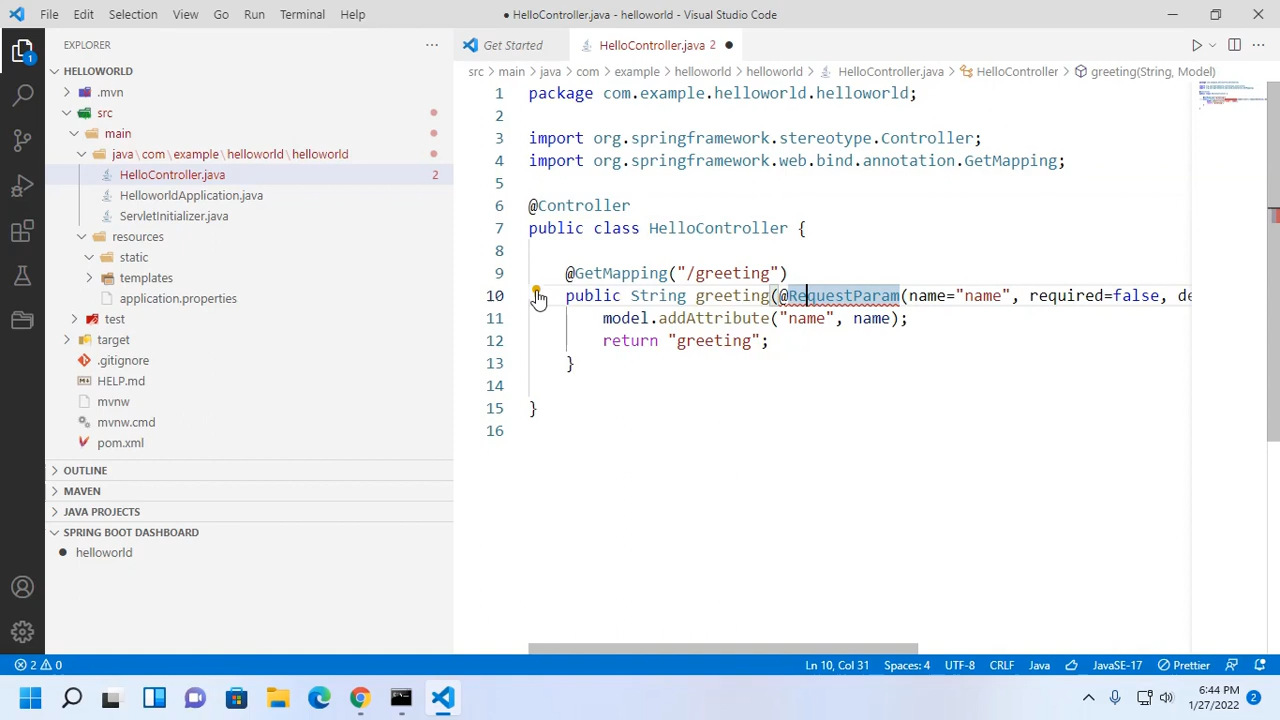 File Edit Selection View Go Run Terminal Help
● HelloController.java - helloworld - Visual Studio Code
EXPLORER
HELLOWORLD
.mvn
src
main
java\com\example\helloworld\helloworld
HelloController.java 2
HelloworldApplication.java
ServletInitializer.java
resources
static
templates
application.properties
test
target
.gitignore
HELP.md
mvnw
mvnw.cmd
pom.xml
OUTLINE
MAVEN
JAVA PROJECTS
SPRING BOOT DASHBOARD
helloworld
1
Get Started
HelloController.java 2 ●
src > main > java > com > example > helloworld > helloworld > HelloController.java > HelloController > greeting(String, Model)
1 package com.example.helloworld.helloworld;
2
3 import org.springframework.stereotype.Controller;
4 import org.springframework.web.bind.annotation.GetMapping;
5
6 @Controller
7 public class HelloController {
8
9 @GetMapping("/greeting")
10 public String greeting(@RequestParam(name="name", required=false, de
11 model.addAttribute("name", name);
12 return "greeting";
13 }
14
15 }
16
2 0
Ln 10, Col 31 Spaces: 4 UTF-8 CRLF Java JavaSE-17 Prettier
6:44 PM
1/27/2022
2